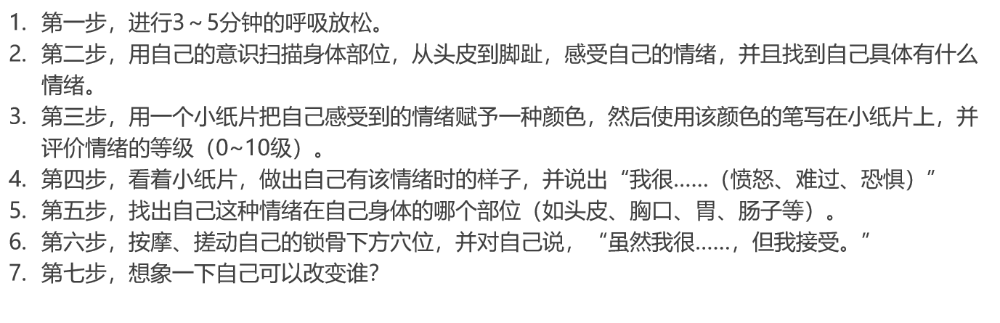 1. 第一步，进行3～5分钟的呼吸放松。
2. 第二步，用自己的意识扫描身体部位，从头皮到脚趾，感受自己的情绪，并且找到自己具体有什么
情绪。
3. 第三步，用一个小纸片把自己感受到的情绪赋予一种颜色，然后使用该颜色的笔写在小纸片上，并
评价情绪的等级（0~10级）。
4. 第四步，看着小纸片，做出自己有该情绪时的样子，并说出“我很……（愤怒、难过、恐惧）”
5. 第五步，找出自己这种情绪在自己身体的哪个部位（如头皮、胸口、胃、肠子等）。
6. 第六步，按摩、搓动自己的锁骨下方穴位，并对自己说，“虽然我很……，但我接受。”
7. 第七步，想象一下自己可以改变谁？